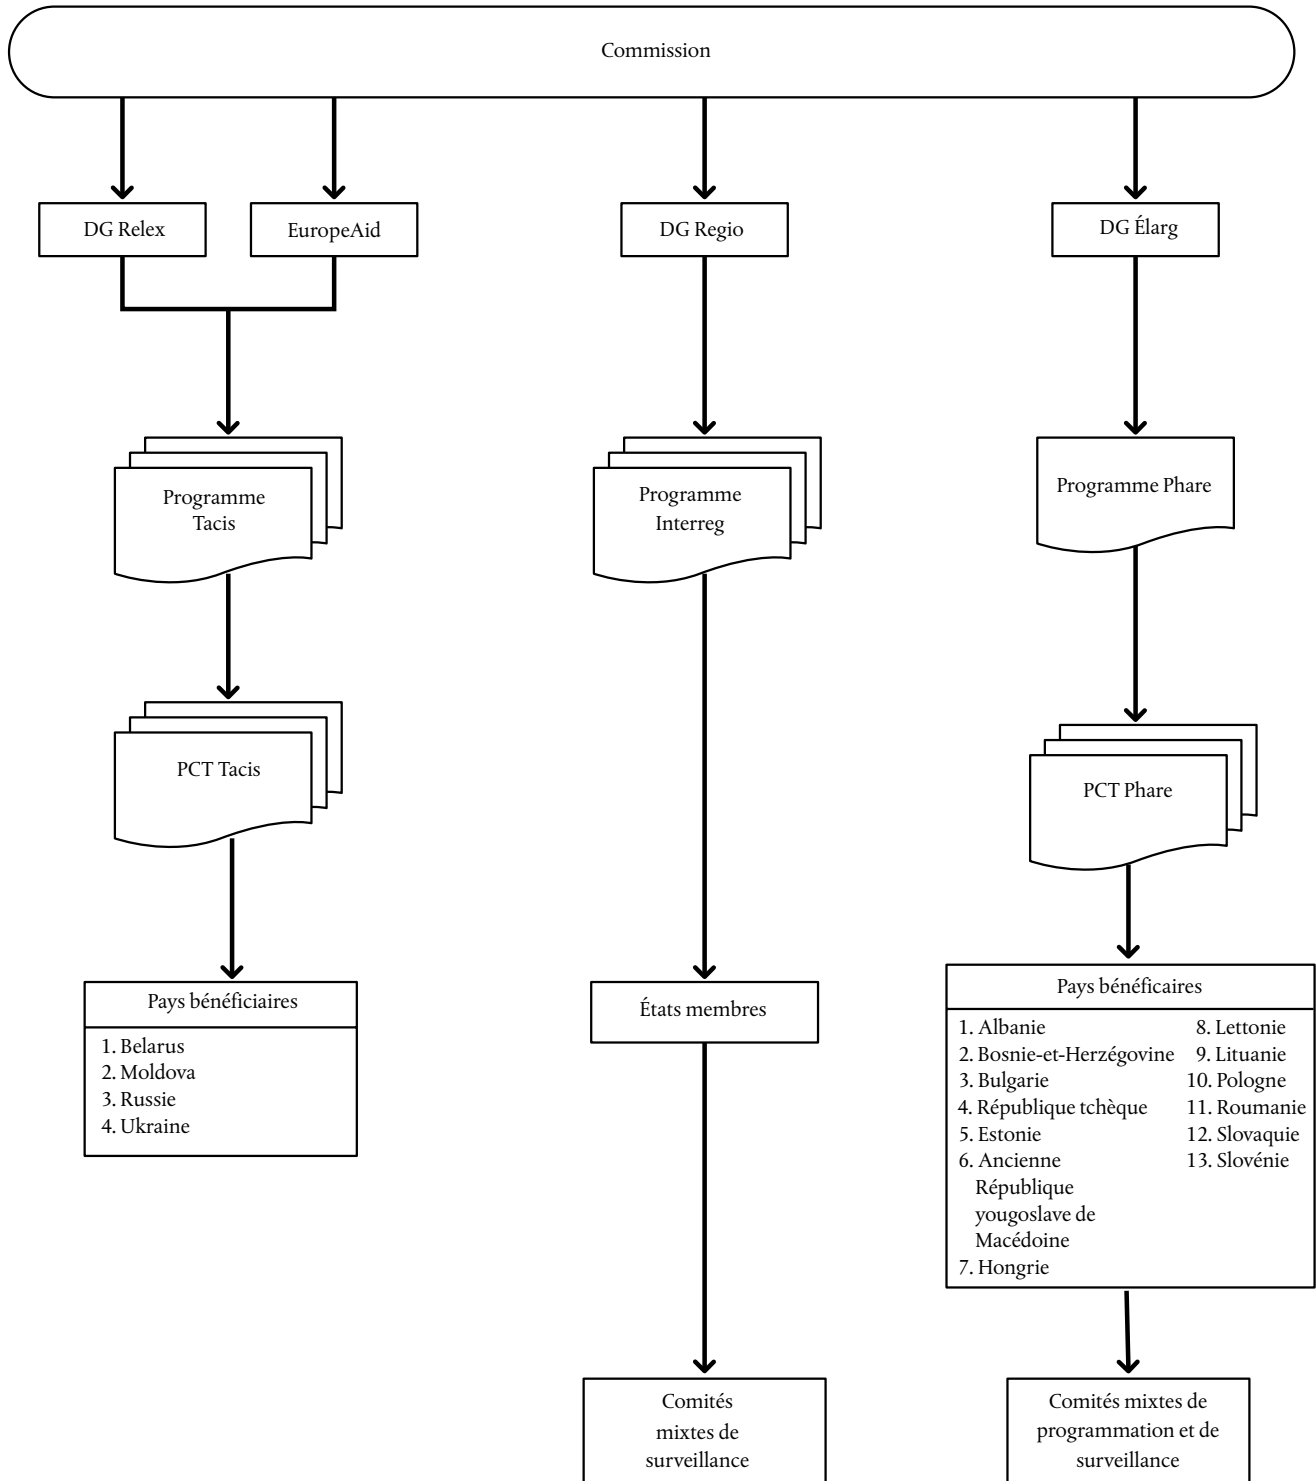 Commission
DG Relex
EuropeAid
DG Regio
DG Élarg
Programme
Tacis
Programme
Interreg
Programme Phare
PCT Tacis
PCT Phare
Pays bénéficiaires
1. Belarus
2. Moldova
3. Russie
4. Ukraine
États membres
Pays bénéficaires
1. Albanie
2. Bosnie-et-Herzégovine
3. Bulgarie
4. République tchèque
5. Estonie
6. Ancienne
République
yougoslave de
Macédoine
7. Hongrie
8. Lettonie
9. Lituanie
10. Pologne
11. Roumanie
12. Slovaquie
13. Slovénie
Comités
mixtes de
surveillance
Comités mixtes de
programmation et de
surveillance